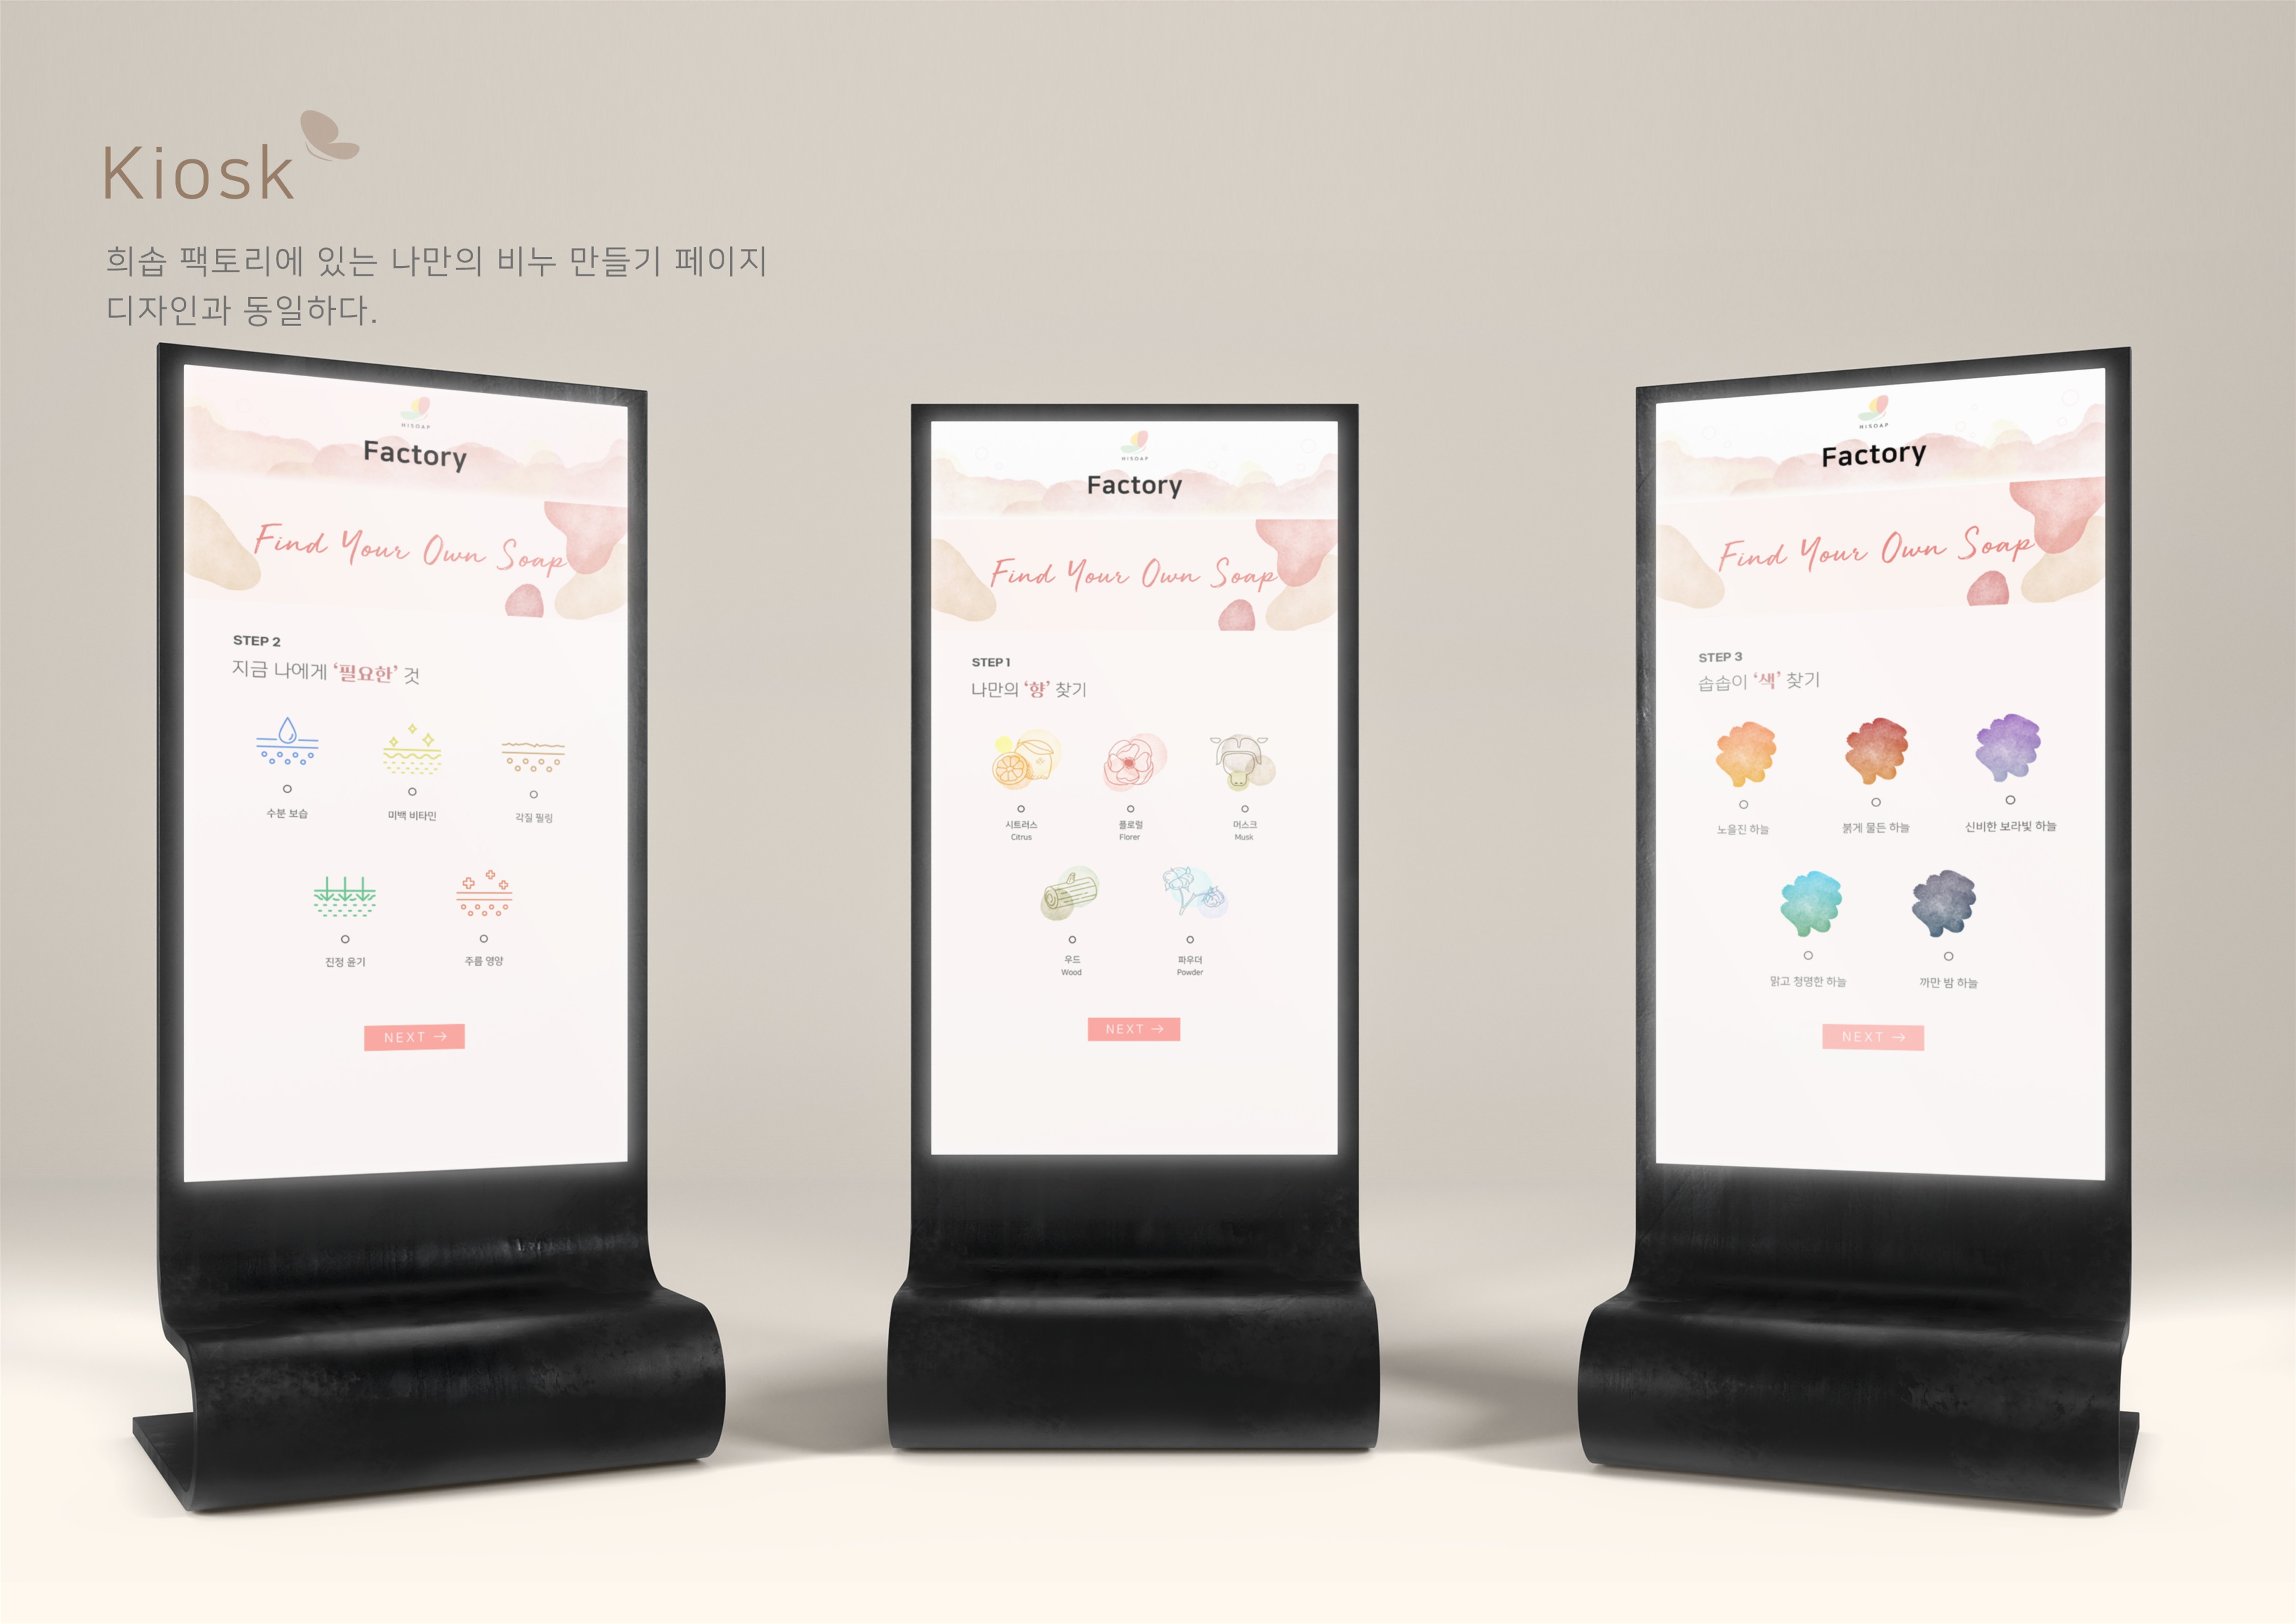 Kiosk
희솝 팩토리에 있는 나만의 비누 만들기 페이지
디자인과 동일하다.
HISOAP
Factory
Find Your Own Soap
STEP 2
지금 나에게 ‘필요한’ 것
수분 보습
미백 비타민
각질 필링
진정 윤기
주름 영양
NEXT →
HISOAP
Factory
Find Your Own Soap
STEP 1
나만의 ‘향’ 찾기
시트러스
Citrus
플로럴
Florer
머스크
Musk
우드
Wood
파우더
Powder
NEXT →
HISOAP
Factory
Find Your Own Soap
STEP 3
솝솝이 ‘색’ 찾기
노을진 하늘
붉게 물든 하늘
신비한 보라빛 하늘
맑고 청명한 하늘
까만 밤 하늘
NEXT →